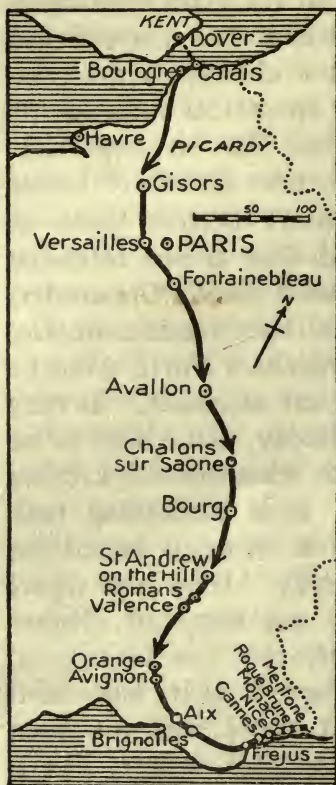 KENT
Dover
Boulogne
Calais
Havre
PICARDY
Gisors
50 100
Versailles
PARIS
Fontainebleau
N
Avallon
Chalons
sur Saone
Bourg
St Andrew
on the Hill
Romans
Valence
Orange
Avignon
Mentone
Roque Brune
Monaco
Nice
Cannes
Aix
Brignolles
Frejus